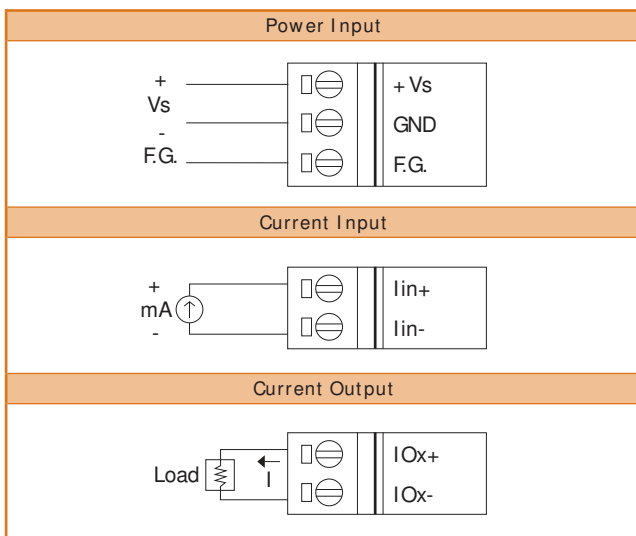 Power Input
+
Vs
-
F.G.
+Vs
GND
F.G.
Current Input
+
mA
-
Iin+
Iin-
Current Output
Load
I
IOx+
IOx-